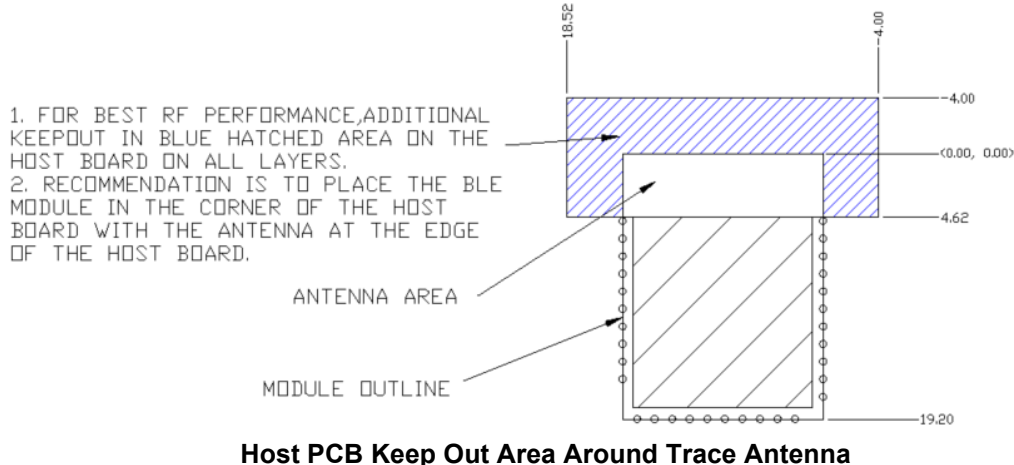 18.52
-4.00
1. FOR BEST RF PERFORMANCE,ADDITIONAL
KEEPOUT IN BLUE HATCHED AREA ON THE
HOST BOARD ON ALL LAYERS.
2. RECOMMENDATION IS TO PLACE THE BLE
MODULE IN THE CORNER OF THE HOST
BOARD WITH THE ANTENNA AT THE EDGE
OF THE HOST BOARD.
-4.00
(0.00, 0.00)
4.62
ANTENNA AREA
MODULE OUTLINE
19.20
Host PCB Keep Out Area Around Trace Antenna